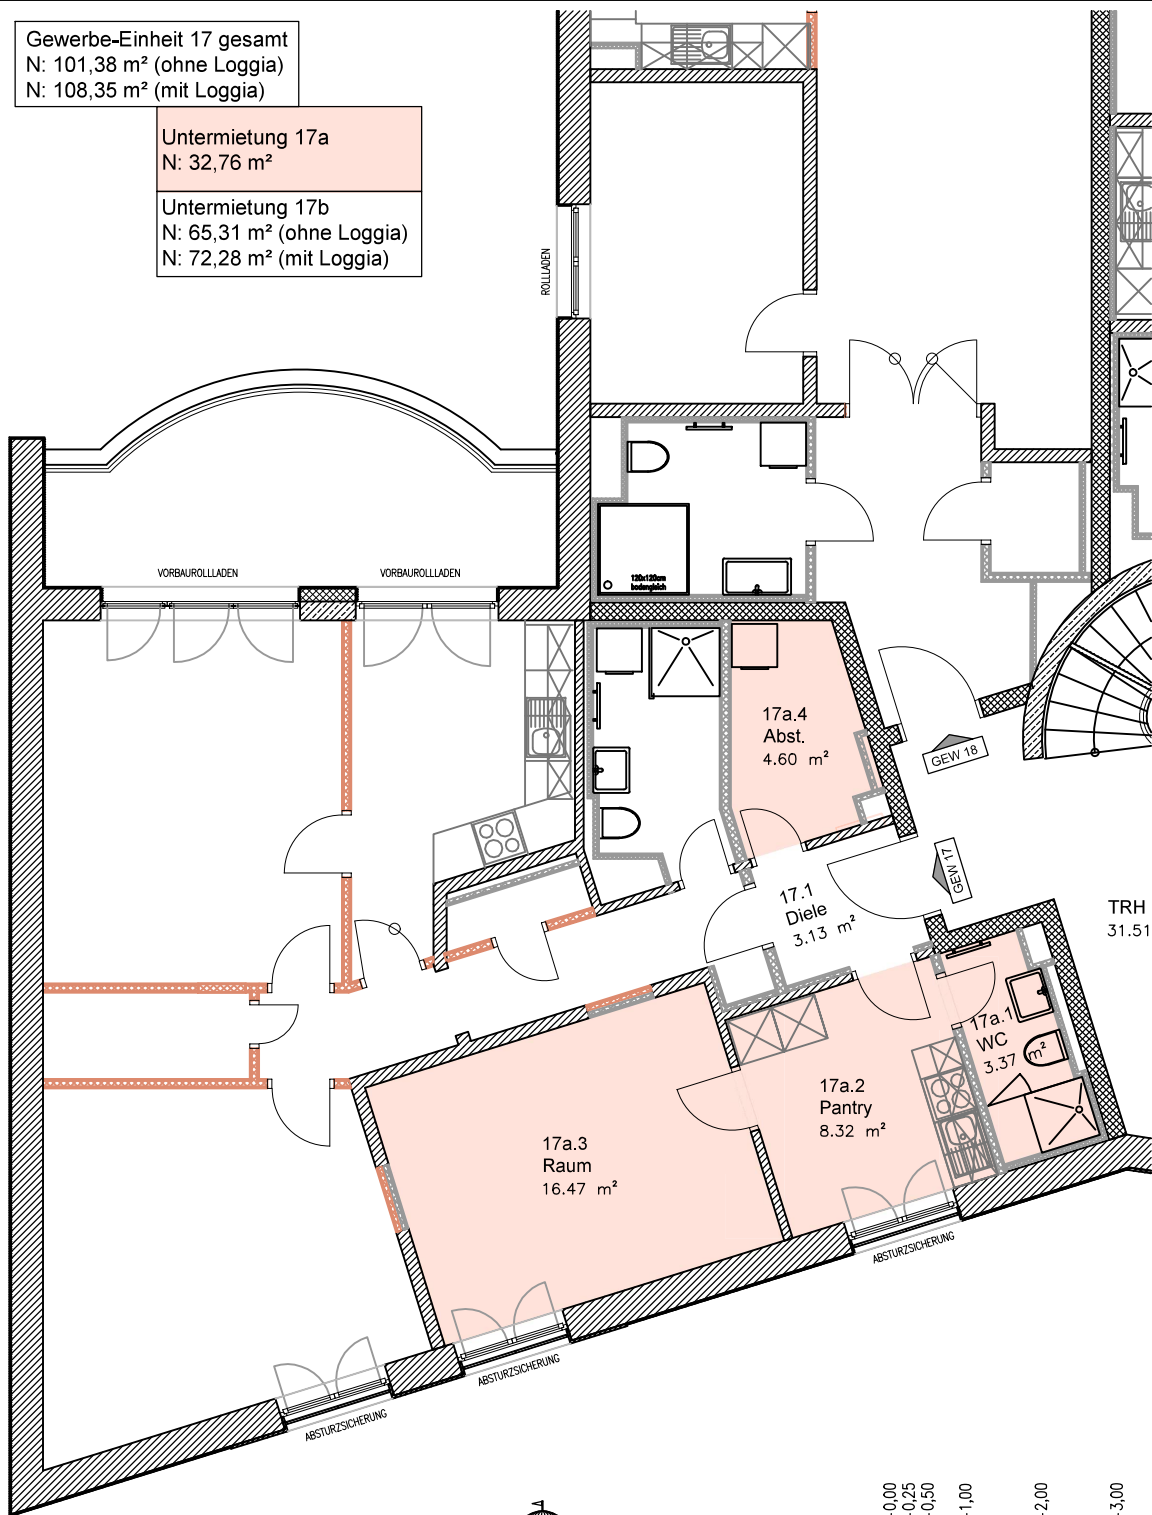 Gewerbe-Einheit 17 gesamt
N: 101,38 m² (ohne Loggia)
N: 108,35 m² (mit Loggia)
Untermietung 17a
N: 32,76 m²
Untermietung 17b
N: 65,31 m² (ohne Loggia)
N: 72,28 m² (mit Loggia)
ROLLLADEN
VORBAUROLLLADEN
VORBAUROLLLADEN
120x120cm
bodengleich
17a.4
Abst.
4.60 m²
GEW 18
GEW 17
17.1
Diele
3.13 m²
TRH
31.51
17a.1
WC
3.37 m²
17a.2
Pantry
8.32 m²
17a.3
Raum
16.47 m²
ABSTURZSICHERUNG
ABSTURZSICHERUNG
ABSTURZSICHERUNG
0,00
0,25
0,50
1,00
2,00
3,00